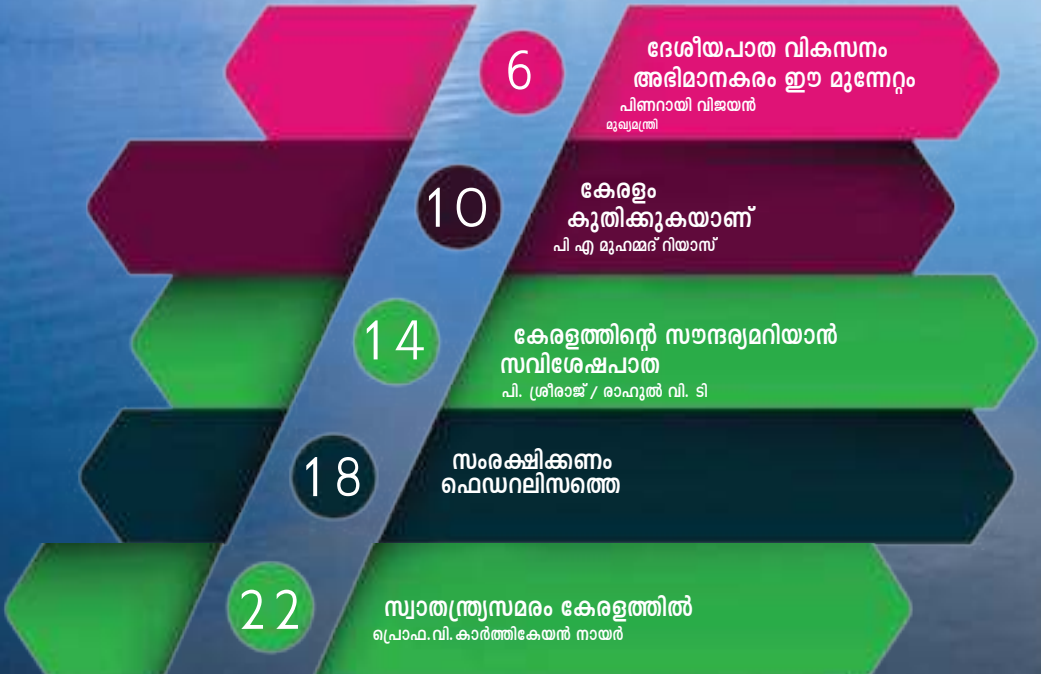 6
ദേശീയപാത വികസനം
അഭിമാനകരം ഈ മുന്നേറ്റം
പിണറായി വിജയൻ
മുഖ്യമന്ത്രി
10
കേരളം
കുതിക്കുകയാണ്
പി എ മുഹമ്മദ് റിയാസ്
14
കേരളത്തിന്റെ സൗന്ദര്യമറിയാൻ
സവിശേഷപാത
പി. ശ്രീരാജ് / രാഹുൽ വി. ടി
18
സംരക്ഷിക്കണം
ഫെഡറലിസത്തെ
22
സ്വാതന്ത്ര്യസമരം കേരളത്തിൽ
പ്രൊഫ.വി.കാർത്തികേയൻ നായർ